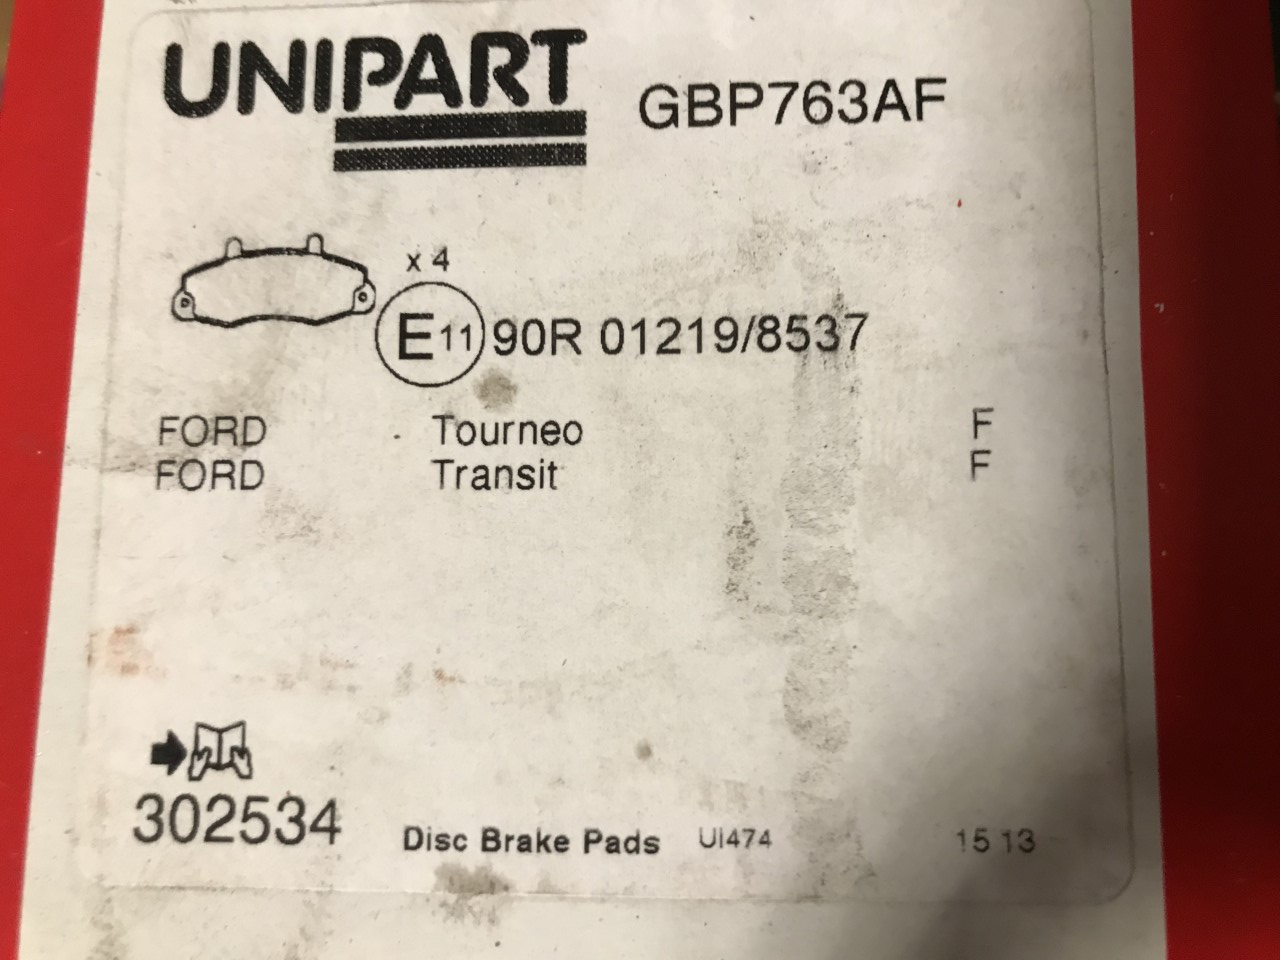 UNIPART GBP763AF
x 4
E11 90R 01219/8537
FORD Tourneo F
FORD Transit F
302534 Disc Brake Pads UI474 15 13